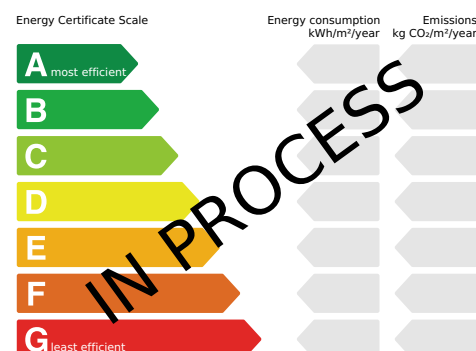 Energy Certificate Scale
Energy consumption
kWh/m²/year
Emissions
kg CO₂/m²/year
A most efficient
B
C
D
E
F
G least efficient
IN PROCESS